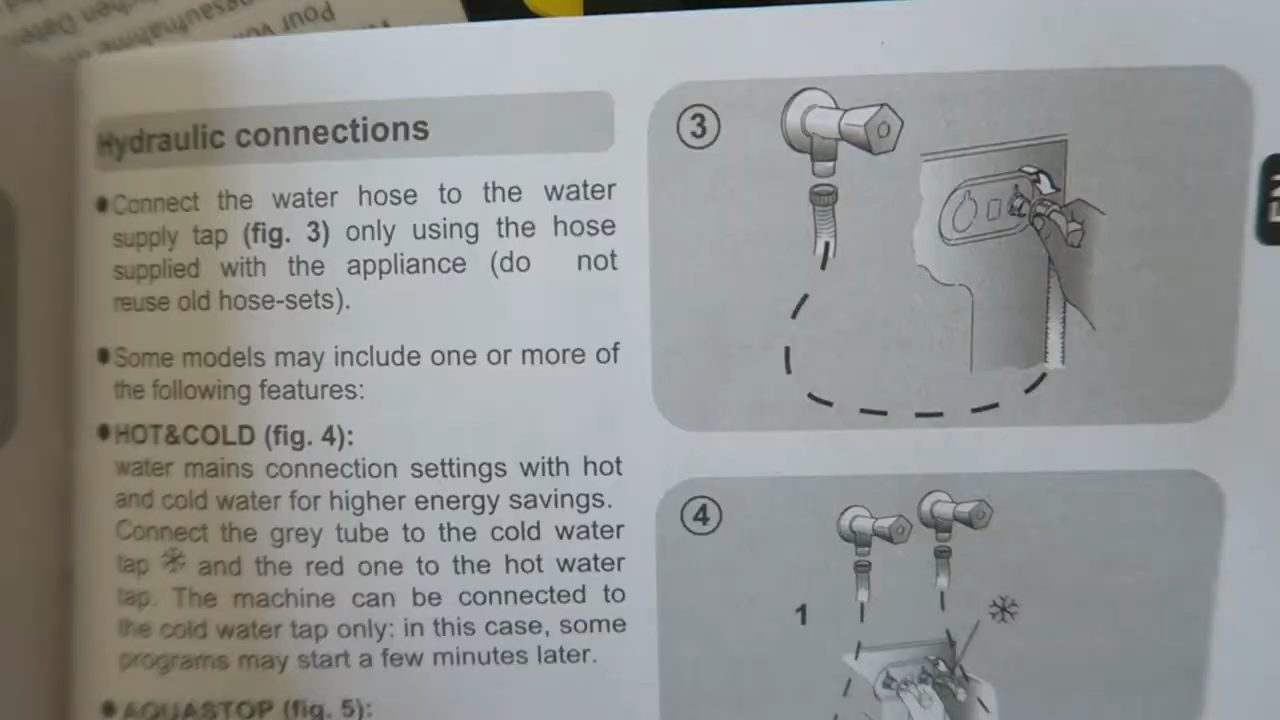 Pour
Hydraulic connections
• Connect the water hose to the water
supply tap (fig. 3) only using the hose
supplied with the appliance (do not
reuse old hose-sets).
• Some models may include one or more of
the following features:
• HOT&COLD (fig. 4):
water mains connection settings with hot
and cold water for higher energy savings.
Connect the grey tube to the cold water
tap ❄ and the red one to the hot water
tap. The machine can be connected to
the cold water tap only: in this case, some
programs may start a few minutes later.
• AQUASTOP (fig. 5):
3
4
1